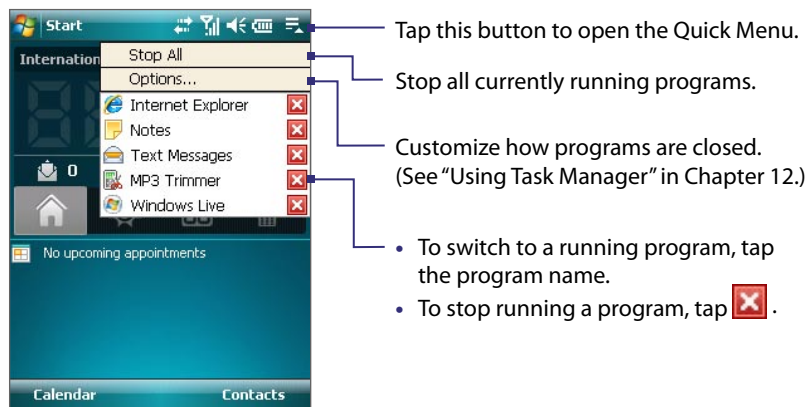 Start
International
Stop All
Options...
Internet Explorer
Notes
Text Messages
MP3 Trimmer
Windows Live
0
No upcoming appointments
Calendar Contacts
Tap this button to open the Quick Menu.
Stop all currently running programs.
Customize how programs are closed.
(See “Using Task Manager” in Chapter 12.)
• To switch to a running program, tap
the program name.
• To stop running a program, tap .